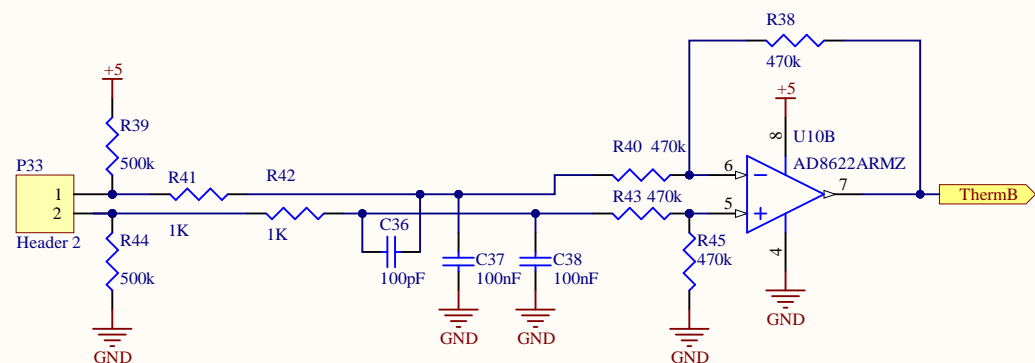 R38
470k
+5
+5
R39
500k
P33
1
2
Header 2
R41
1K
R42
1K
R44
500k
GND
C36
100pF
C37
100nF
GND
C38
100nF
GND
R40 470k
R43 470k
R45
470k
GND
6
5
8
4
7
U10B
AD8622ARMZ
GND
ThermB